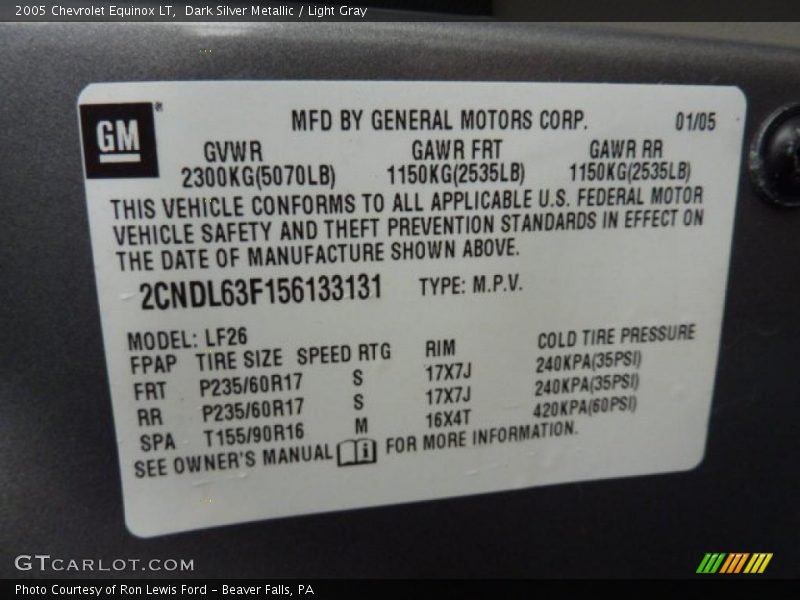 2005 Chevrolet Equinox LT, Dark Silver Metallic / Light Gray
GM®
MFD BY GENERAL MOTORS CORP. 01/05
GVWR GAWR FRT GAWR RR
2300KG(5070LB) 1150KG(2535LB) 1150KG(2535LB)
THIS VEHICLE CONFORMS TO ALL APPLICABLE U.S. FEDERAL MOTOR
VEHICLE SAFETY AND THEFT PREVENTION STANDARDS IN EFFECT ON
THE DATE OF MANUFACTURE SHOWN ABOVE.
2CNDL63F156133131 TYPE: M.P.V.
MODEL: LF26
FPAP TIRE SIZE SPEED RTG RIM COLD TIRE PRESSURE
FRT P235/60R17 S 17X7J 240KPA(35PSI)
RR P235/60R17 S 17X7J 240KPA(35PSI)
SPA T155/90R16 M 16X4T 420KPA(60PSI)
SEE OWNER'S MANUAL i FOR MORE INFORMATION.
GTCARLOT.COM
Photo Courtesy of Ron Lewis Ford - Beaver Falls, PA